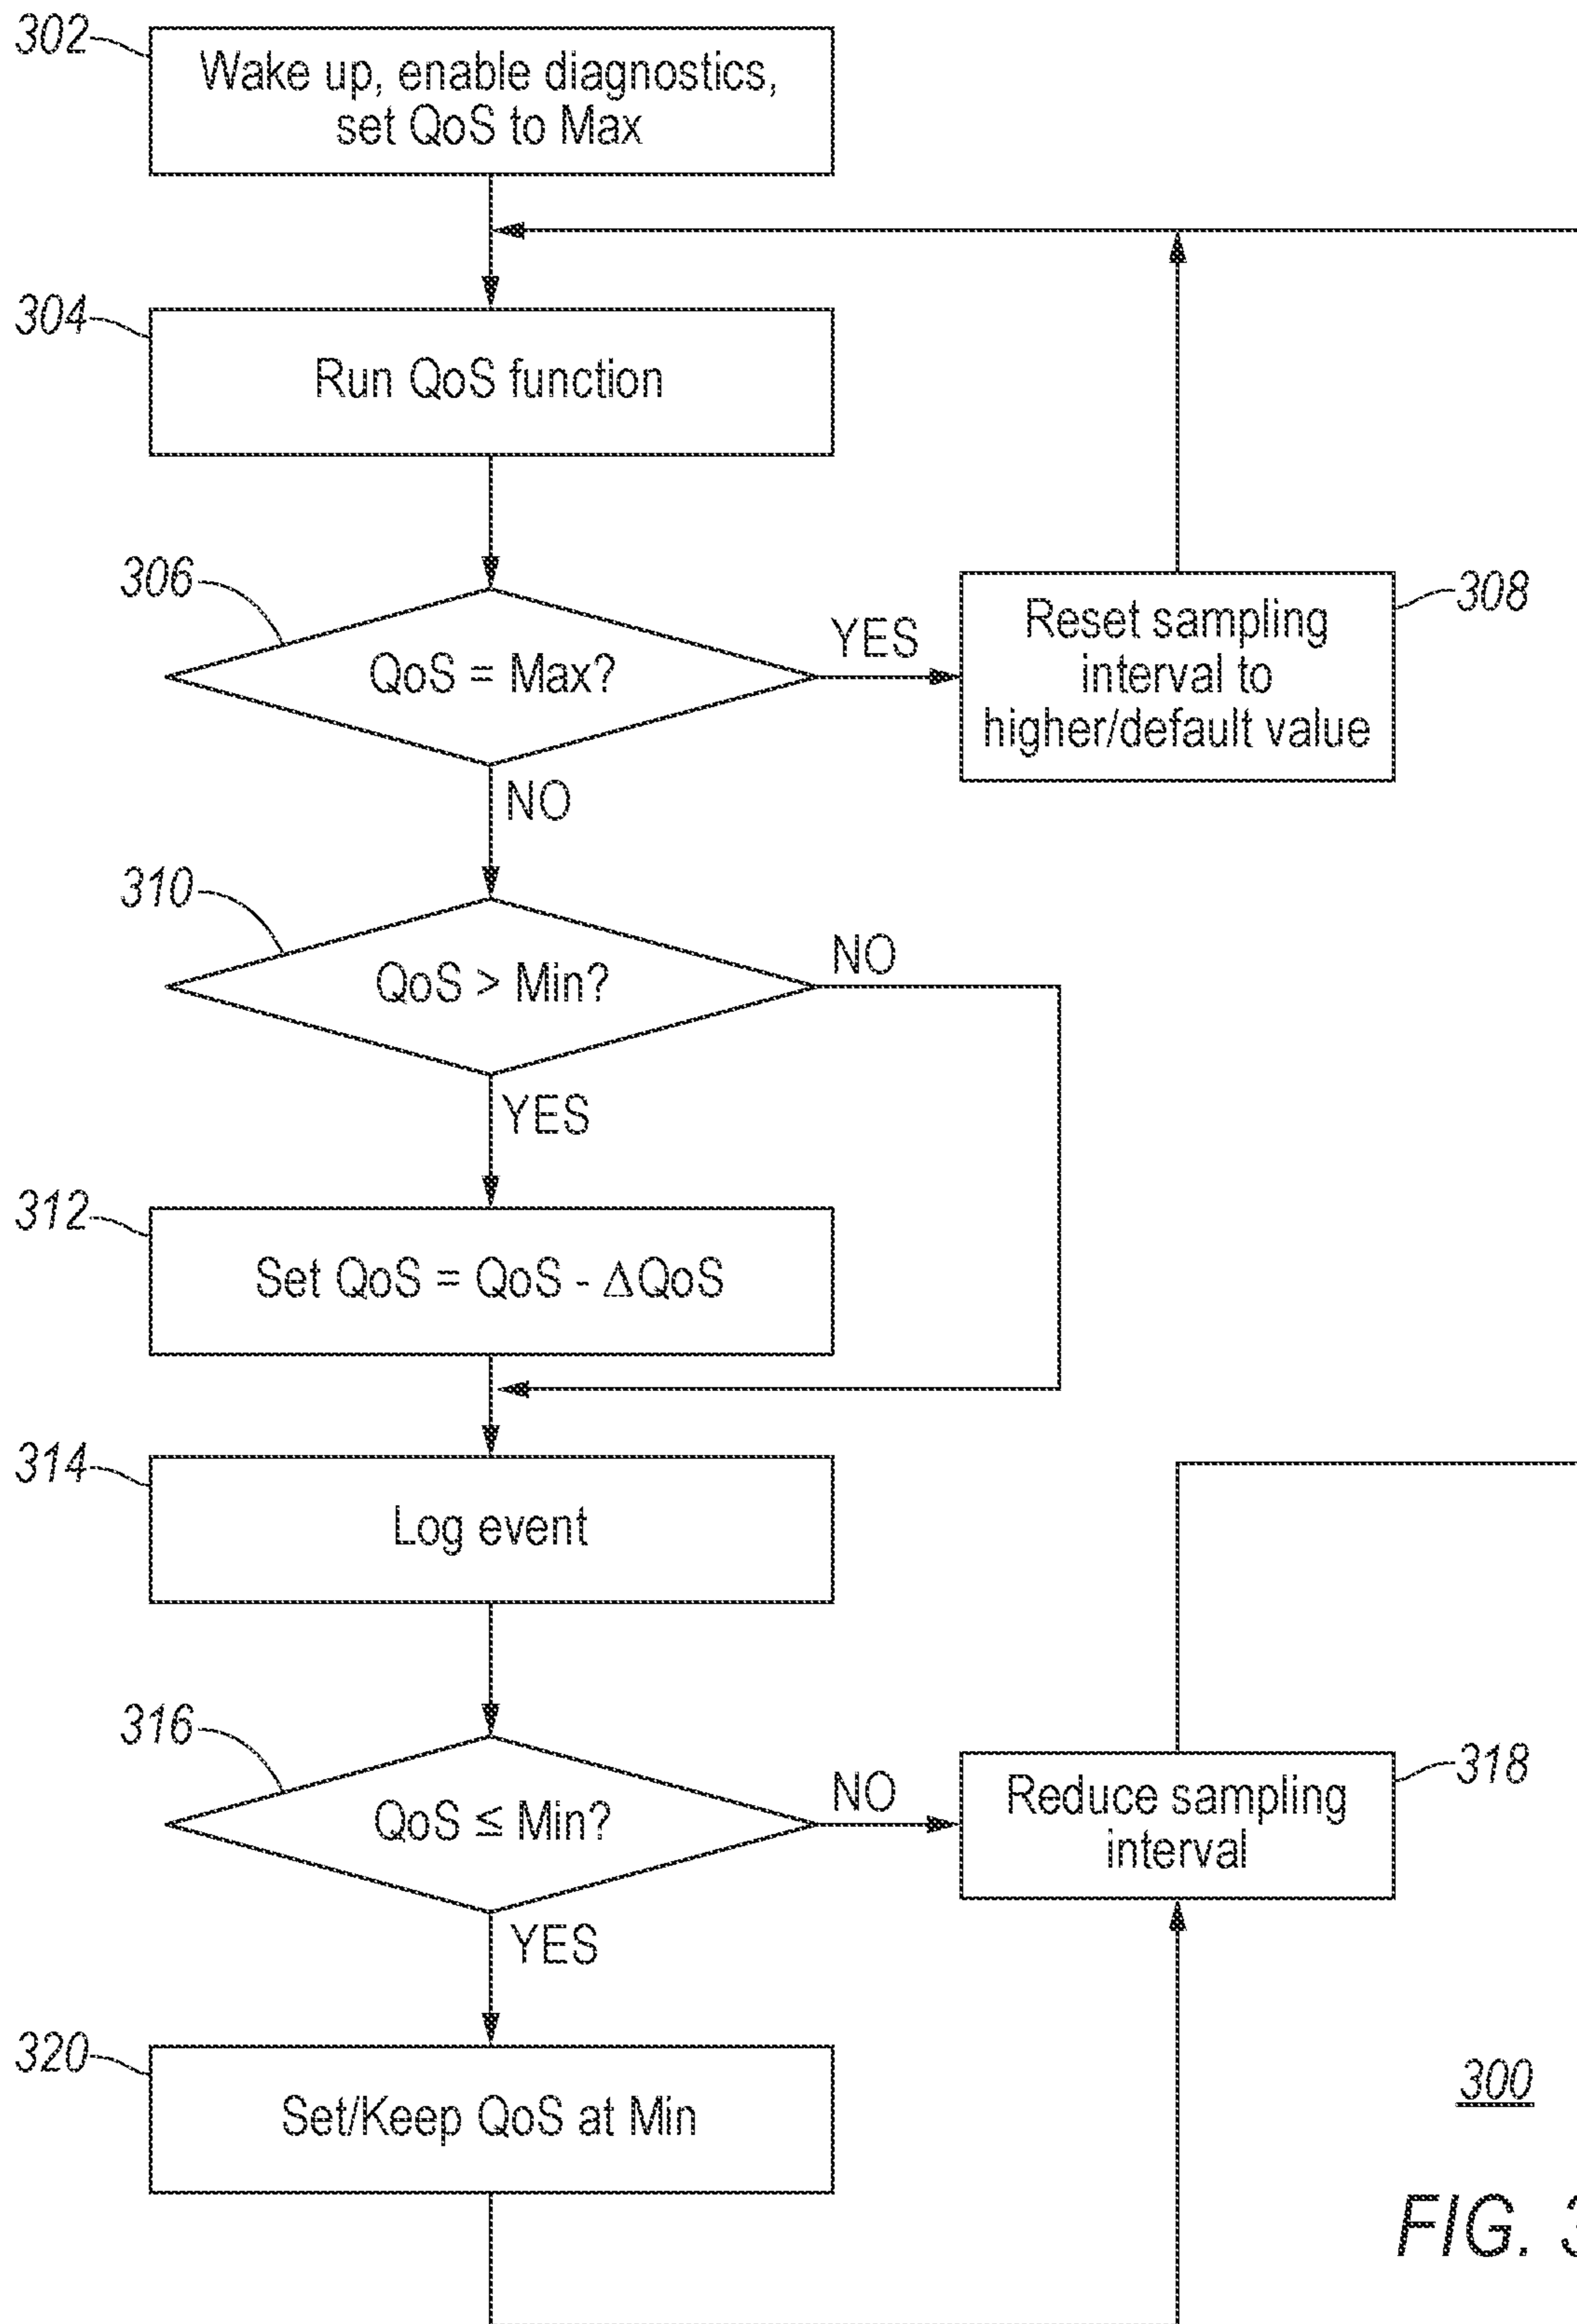 302
Wake up, enable diagnostics,
set QoS to Max
304
Run QoS function
306
QoS = Max?
YES
308
Reset sampling
interval to
higher/default value
NO
310
QoS > Min?
NO
YES
312
Set QoS = QoS - ΔQoS
314
Log event
316
QoS ≤ Min?
NO
318
Reduce sampling
interval
YES
320
Set/Keep QoS at Min
300
FIG. 3